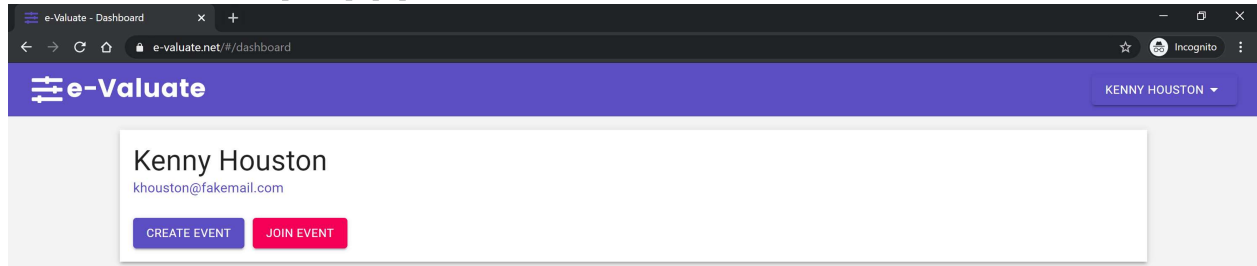 e-Valuate - Dashboard
e-valuate.net/#/dashboard
Incognito
e-Valuate
KENNY HOUSTON
Kenny Houston
khouston@fakemail.com
CREATE EVENT
JOIN EVENT